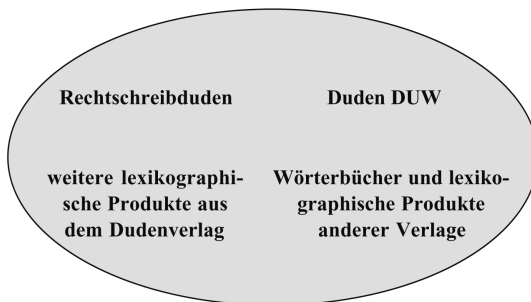 Rechtschreibduden
Duden DUW
weitere lexikographi-
sche Produkte aus
dem Dudenverlag
Wörterbücher und lexiko-
graphische Produkte
anderer Verlage